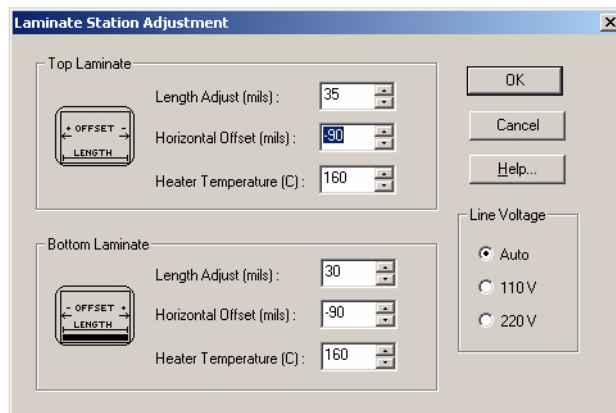 Laminate Station Adjustment
Top Laminate
+ OFFSET -
LENGTH
Length Adjust (mils) : 35
Horizontal Offset (mils) : -90
Heater Temperature (C) : 160
Bottom Laminate
- OFFSET +
LENGTH
Length Adjust (mils) : 30
Horizontal Offset (mils) : -90
Heater Temperature (C) : 160
OK
Cancel
Help...
Line Voltage
Auto
110 V
220 V